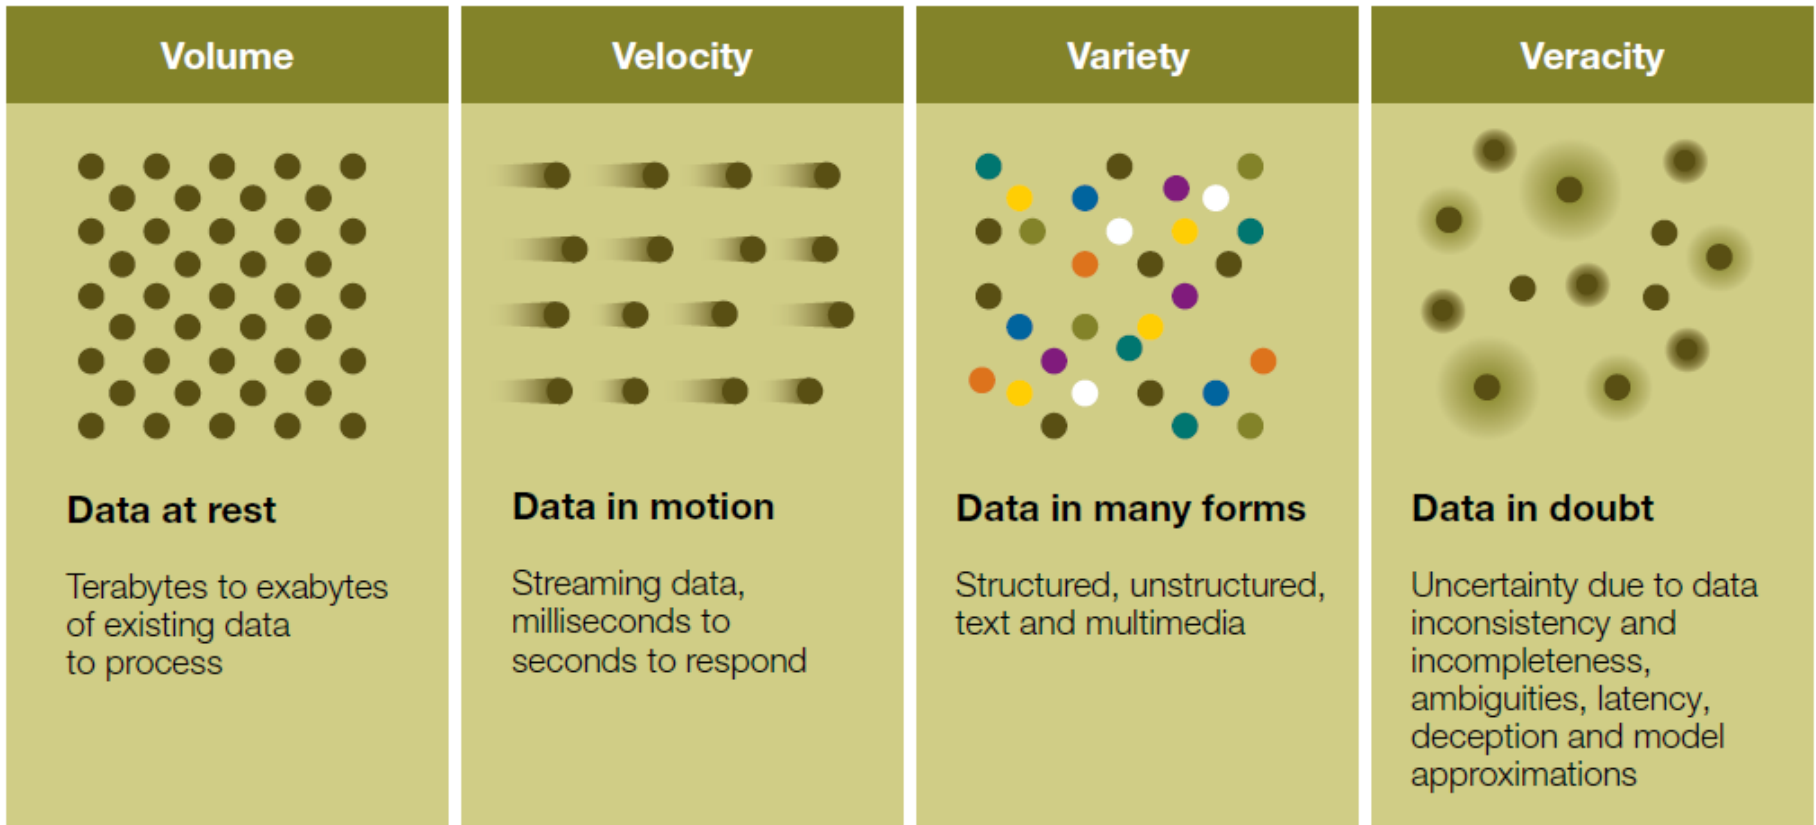 Volume
Data at rest
Terabytes to exabytes
of existing data
to process
Velocity
Data in motion
Streaming data,
milliseconds to
seconds to respond
Variety
Data in many forms
Structured, unstructured,
text and multimedia
Veracity
Data in doubt
Uncertainty due to data
inconsistency and
incompleteness,
ambiguities, latency,
deception and model
approximations